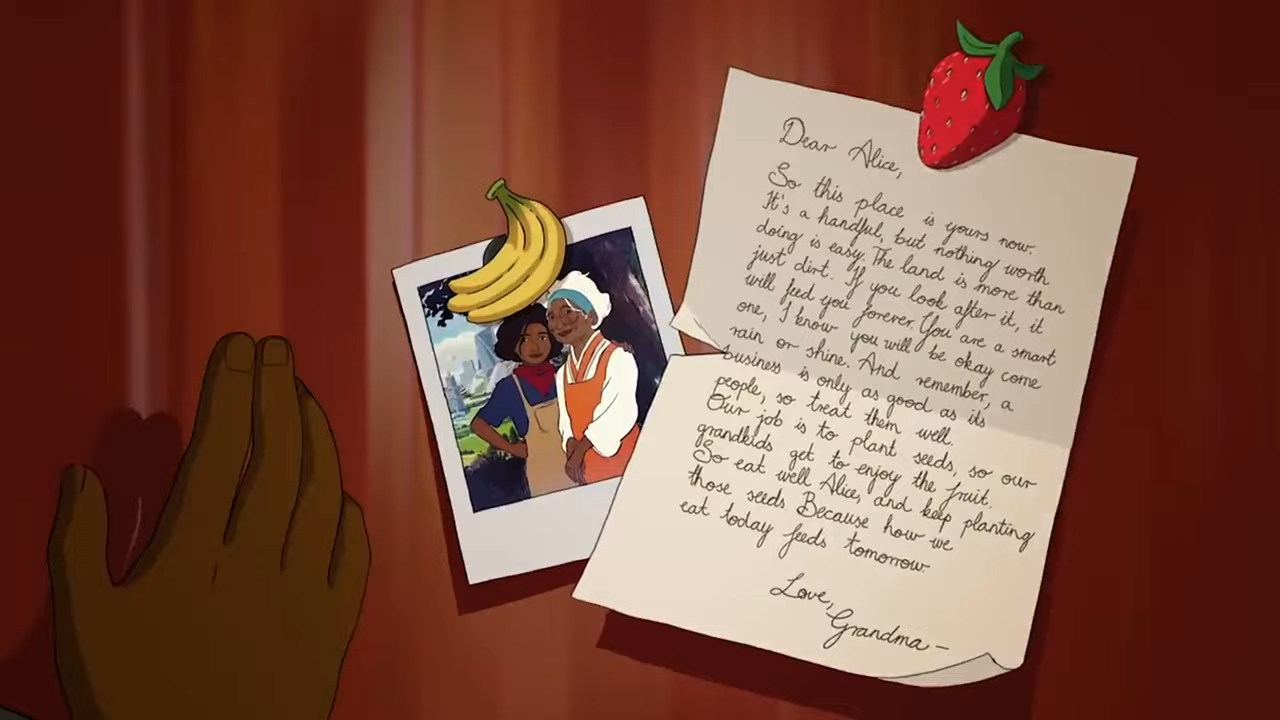 Dear Alice,
So this place is yours now.
It's a handful, but nothing worth
doing is easy. The land is more than
just dirt. If you look after it, it
will feed you forever. You are a smart
one, I know you will be okay come
rain or shine. And remember, a
business is only as good as its
people, so treat them well.
Our job is to plant seeds, so our
grandkids get to enjoy the fruit.
So eat well Alice, and keep planting
those seeds Because how we
eat today feeds tomorrow.
Love,
Grandma -